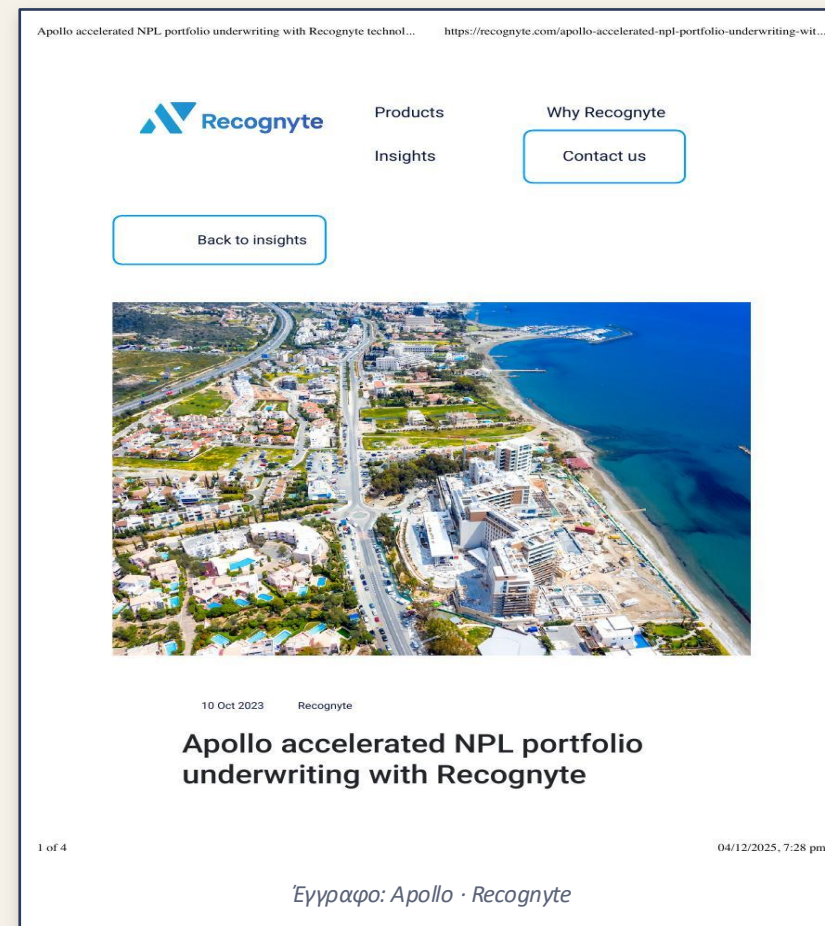 Apollo accelerated NPL portfolio underwriting with Recognyte technol... https://recognyte.com/apollo-accelerated-npl-portfolio-underwriting-wit...
Recognyte
Products
Why Recognyte
Insights
Contact us
Back to insights
10 Oct 2023 Recognyte
Apollo accelerated NPL portfolio
underwriting with Recognyte
1 of 4 04/12/2025, 7:28 pm
Έγγραφο: Apollo · Recognyte